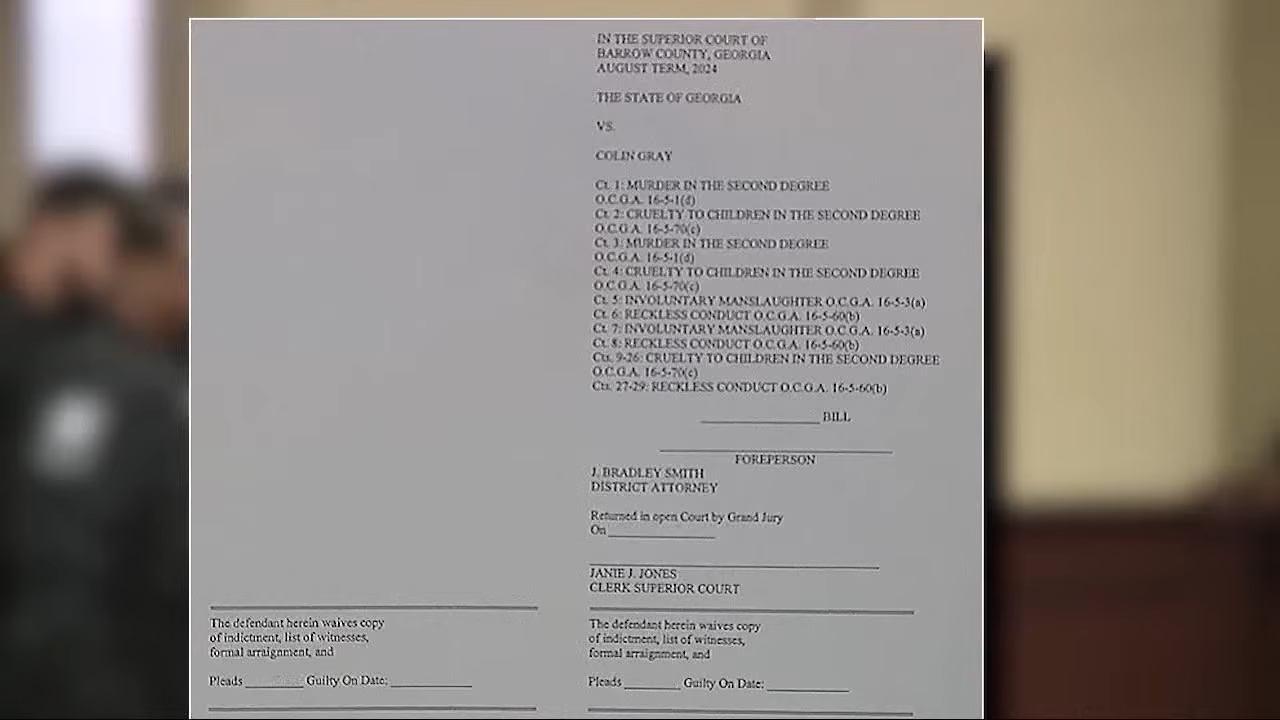 IN THE SUPERIOR COURT OF
BARROW COUNTY, GEORGIA
AUGUST TERM, 2024
THE STATE OF GEORGIA
VS.
COLIN GRAY
Ct. 1: MURDER IN THE SECOND DEGREE
O.C.G.A. 16-5-1(d)
Ct. 2: CRUELTY TO CHILDREN IN THE SECOND DEGREE
O.C.G.A. 16-5-70(c)
Ct. 3: MURDER IN THE SECOND DEGREE
O.C.G.A. 16-5-1(d)
Ct. 4: CRUELTY TO CHILDREN IN THE SECOND DEGREE
O.C.G.A. 16-5-70(c)
Ct. 5: INVOLUNTARY MANSLAUGHTER O.C.G.A. 16-5-3(a)
Ct. 6: RECKLESS CONDUCT O.C.G.A. 16-5-60(b)
Ct. 7: INVOLUNTARY MANSLAUGHTER O.C.G.A. 16-5-3(a)
Ct. 8: RECKLESS CONDUCT O.C.G.A. 16-5-60(b)
Cts. 9-26: CRUELTY TO CHILDREN IN THE SECOND DEGREE
O.C.G.A. 16-5-70(c)
Cts. 27-29: RECKLESS CONDUCT O.C.G.A. 16-5-60(b)
____________ BILL
FOREPERSON
J. BRADLEY SMITH
DISTRICT ATTORNEY
Returned in open Court by Grand Jury
On ____________
JANIE J. JONES
CLERK SUPERIOR COURT
The defendant herein waives copy
of indictment, list of witnesses,
formal arraignment, and
Pleads ________ Guilty On Date: ___________
The defendant herein waives copy
of indictment, list of witnesses,
formal arraignment, and
Pleads ________ Guilty On Date: ___________